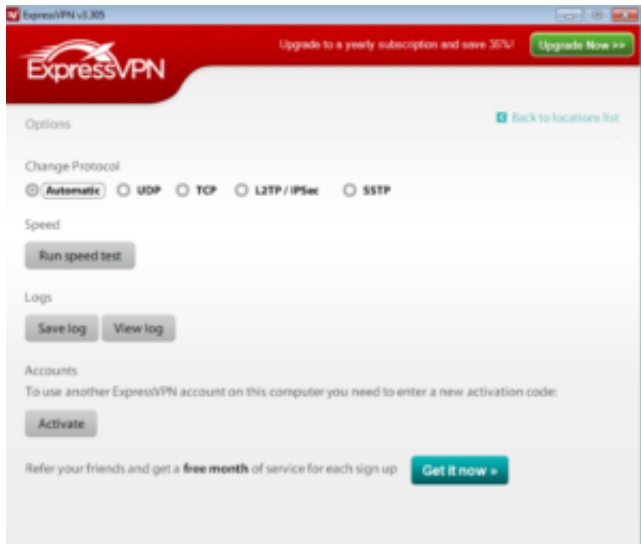 ExpressVPN v3.305
Upgrade to a yearly subscription and save 35%!
Upgrade Now >>
ExpressVPN
Options
Back to locations list
Change Protocol
Automatic UDP TCP L2TP / IPSec SSTP
Speed
Run speed test
Logs
Save log View log
Accounts
To use another ExpressVPN account on this computer you need to enter a new activation code:
Activate
Refer your friends and get a free month of service for each sign up Get it now »